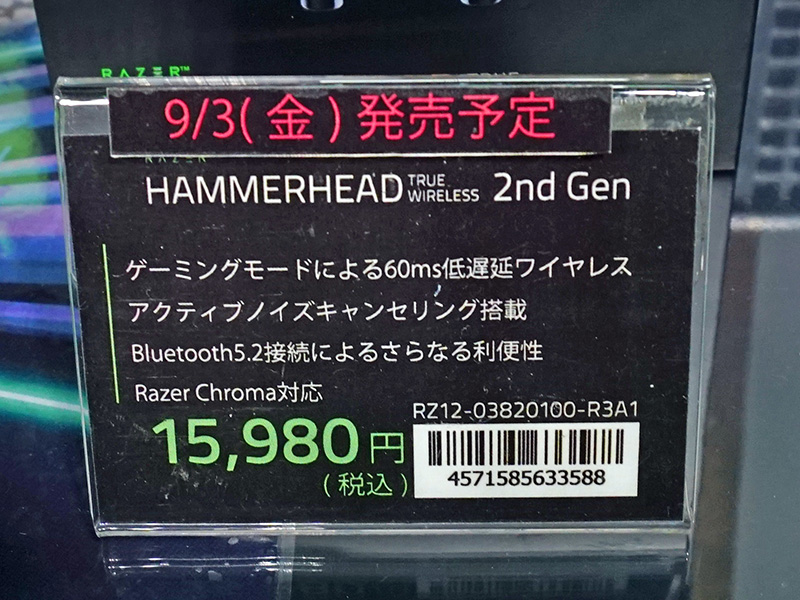 RAZER™
TRUE
9/3(金)発売予定
RAZER
HAMMERHEAD TRUE WIRELESS 2nd Gen
ゲーミングモードによる60ms低遅延ワイヤレス
アクティブノイズキャンセリング搭載
Bluetooth5.2接続によるさらなる利便性
Razer Chroma対応
RZ12-03820100-R3A1
15,980円
(税込)
4571585633588